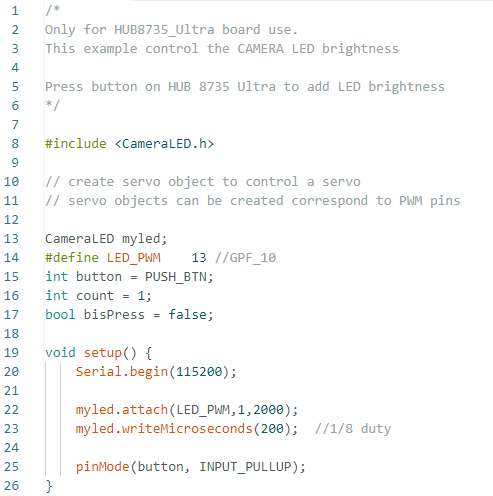 1 /*
2 Only for HUB8735_Ultra board use.
3 This example control the CAMERA LED brightness
4
5 Press button on HUB 8735 Ultra to add LED brightness
6 */
7
8 #include <CameraLED.h>
9
10 // create servo object to control a servo
11 // servo objects can be created correspond to PWM pins
12
13 CameraLED myled;
14 #define LED_PWM    13 //GPF_10
15 int button = PUSH_BTN;
16 int count = 1;
17 bool bisPress = false;
18
19 void setup() {
20     Serial.begin(115200);
21
22     myled.attach(LED_PWM,1,2000);
23     myled.writeMicroseconds(200);  //1/8 duty
24
25     pinMode(button, INPUT_PULLUP);
26 }